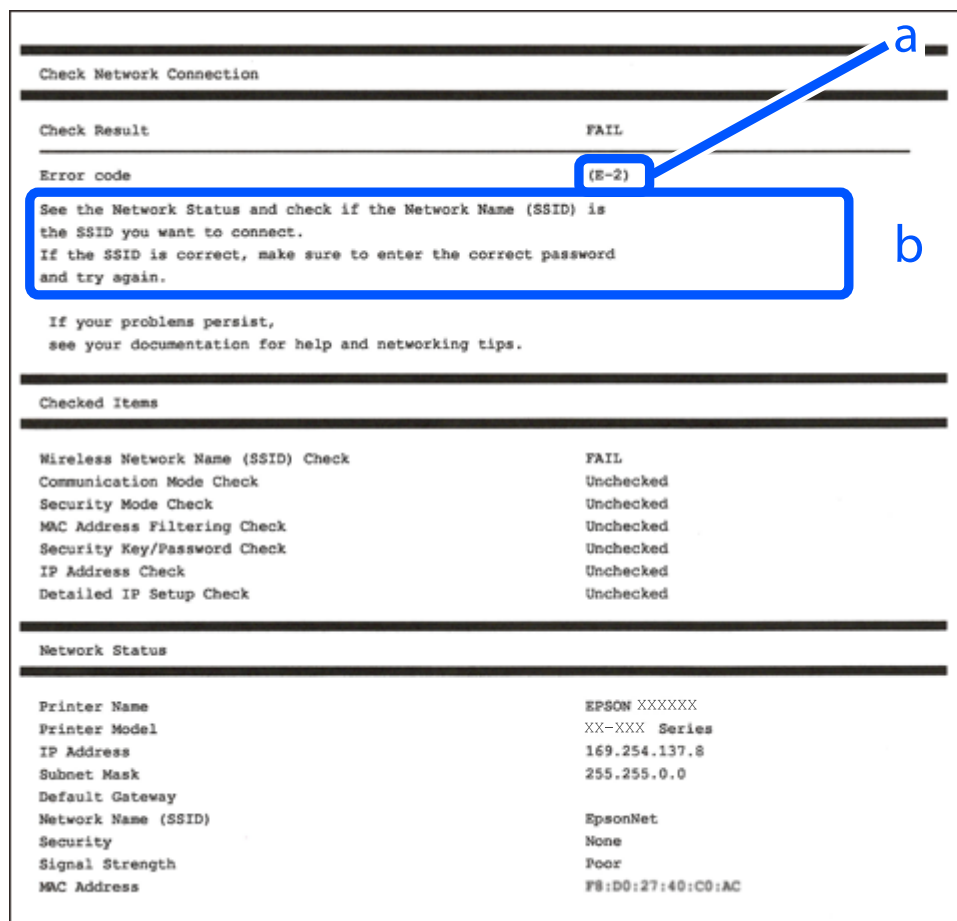 a
Check Network Connection
Check Result FAIL
Error code (E-2)
See the Network Status and check if the Network Name (SSID) is
the SSID you want to connect.
If the SSID is correct, make sure to enter the correct password
and try again.
b
If your problems persist,
see your documentation for help and networking tips.
Checked Items
Wireless Network Name (SSID) Check FAIL
Communication Mode Check Unchecked
Security Mode Check Unchecked
MAC Address Filtering Check Unchecked
Security Key/Password Check Unchecked
IP Address Check Unchecked
Detailed IP Setup Check Unchecked
Network Status
Printer Name EPSON XXXXXX
Printer Model XX-XXX Series
IP Address 169.254.137.8
Subnet Mask 255.255.0.0
Default Gateway
Network Name (SSID) EpsonNet
Security None
Signal Strength Poor
MAC Address F8:D0:27:40:C0:AC